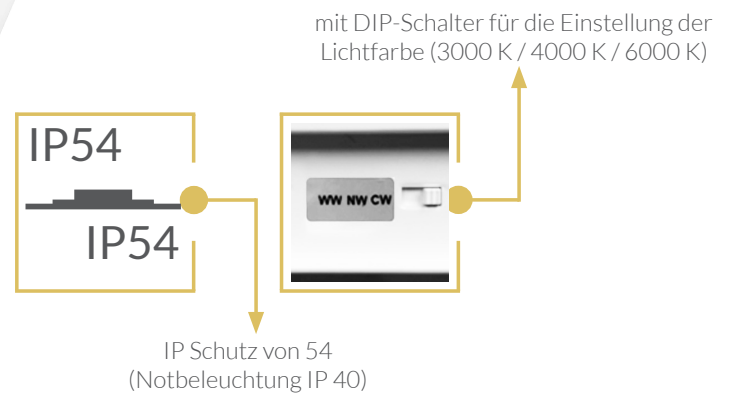 mit DIP-Schalter für die Einstellung der
Lichtfarbe (3000 K / 4000 K / 6000 K)
IP54
IP54
WW NW CW
IP Schutz von 54
(Notbeleuchtung IP 40)